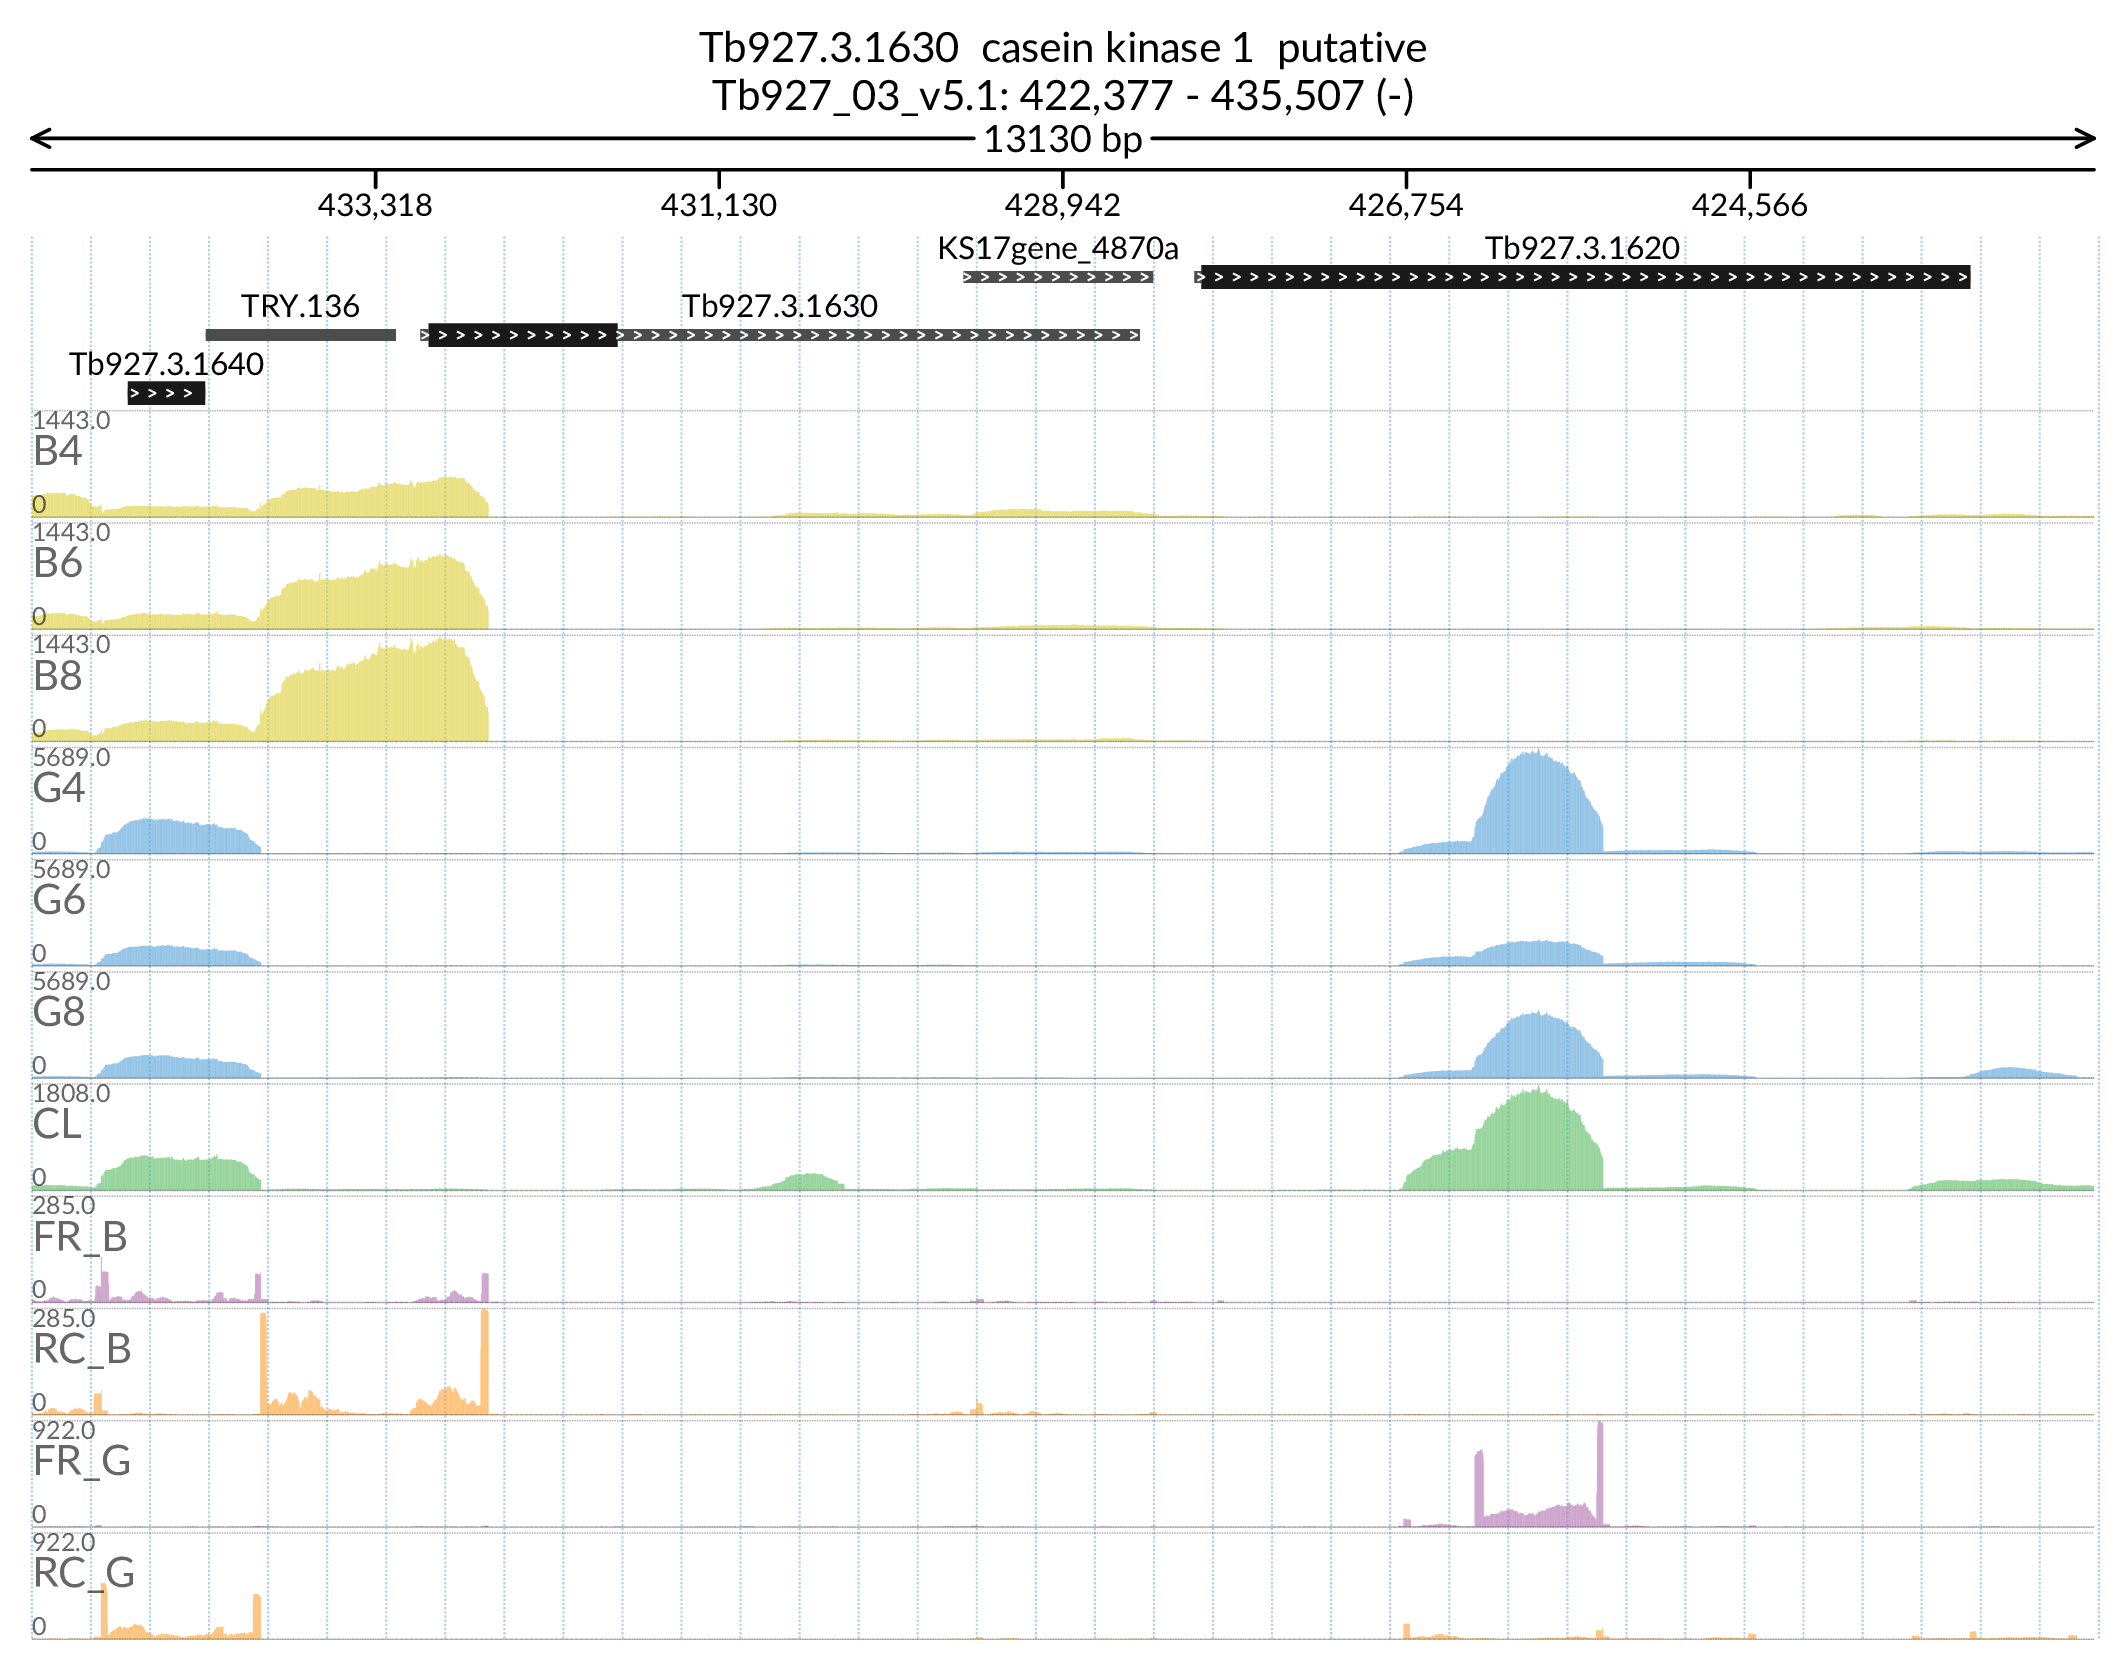 Tb927.3.1630  casein kinase 1  putative
Tb927_03_v5.1: 422,377 - 435,507 (-)
13130 bp
433,318 431,130 428,942 426,754 424,566
KS17gene_4870a Tb927.3.1620
TRY.136 Tb927.3.1630
Tb927.3.1640
1443.0
B4
0
1443.0
B6
0
1443.0
B8
0
5689.0
G4
0
5689.0
G6
0
5689.0
G8
0
1808.0
CL
0
285.0
FR_B
0
285.0
RC_B
0
922.0
FR_G
0
922.0
RC_G
0